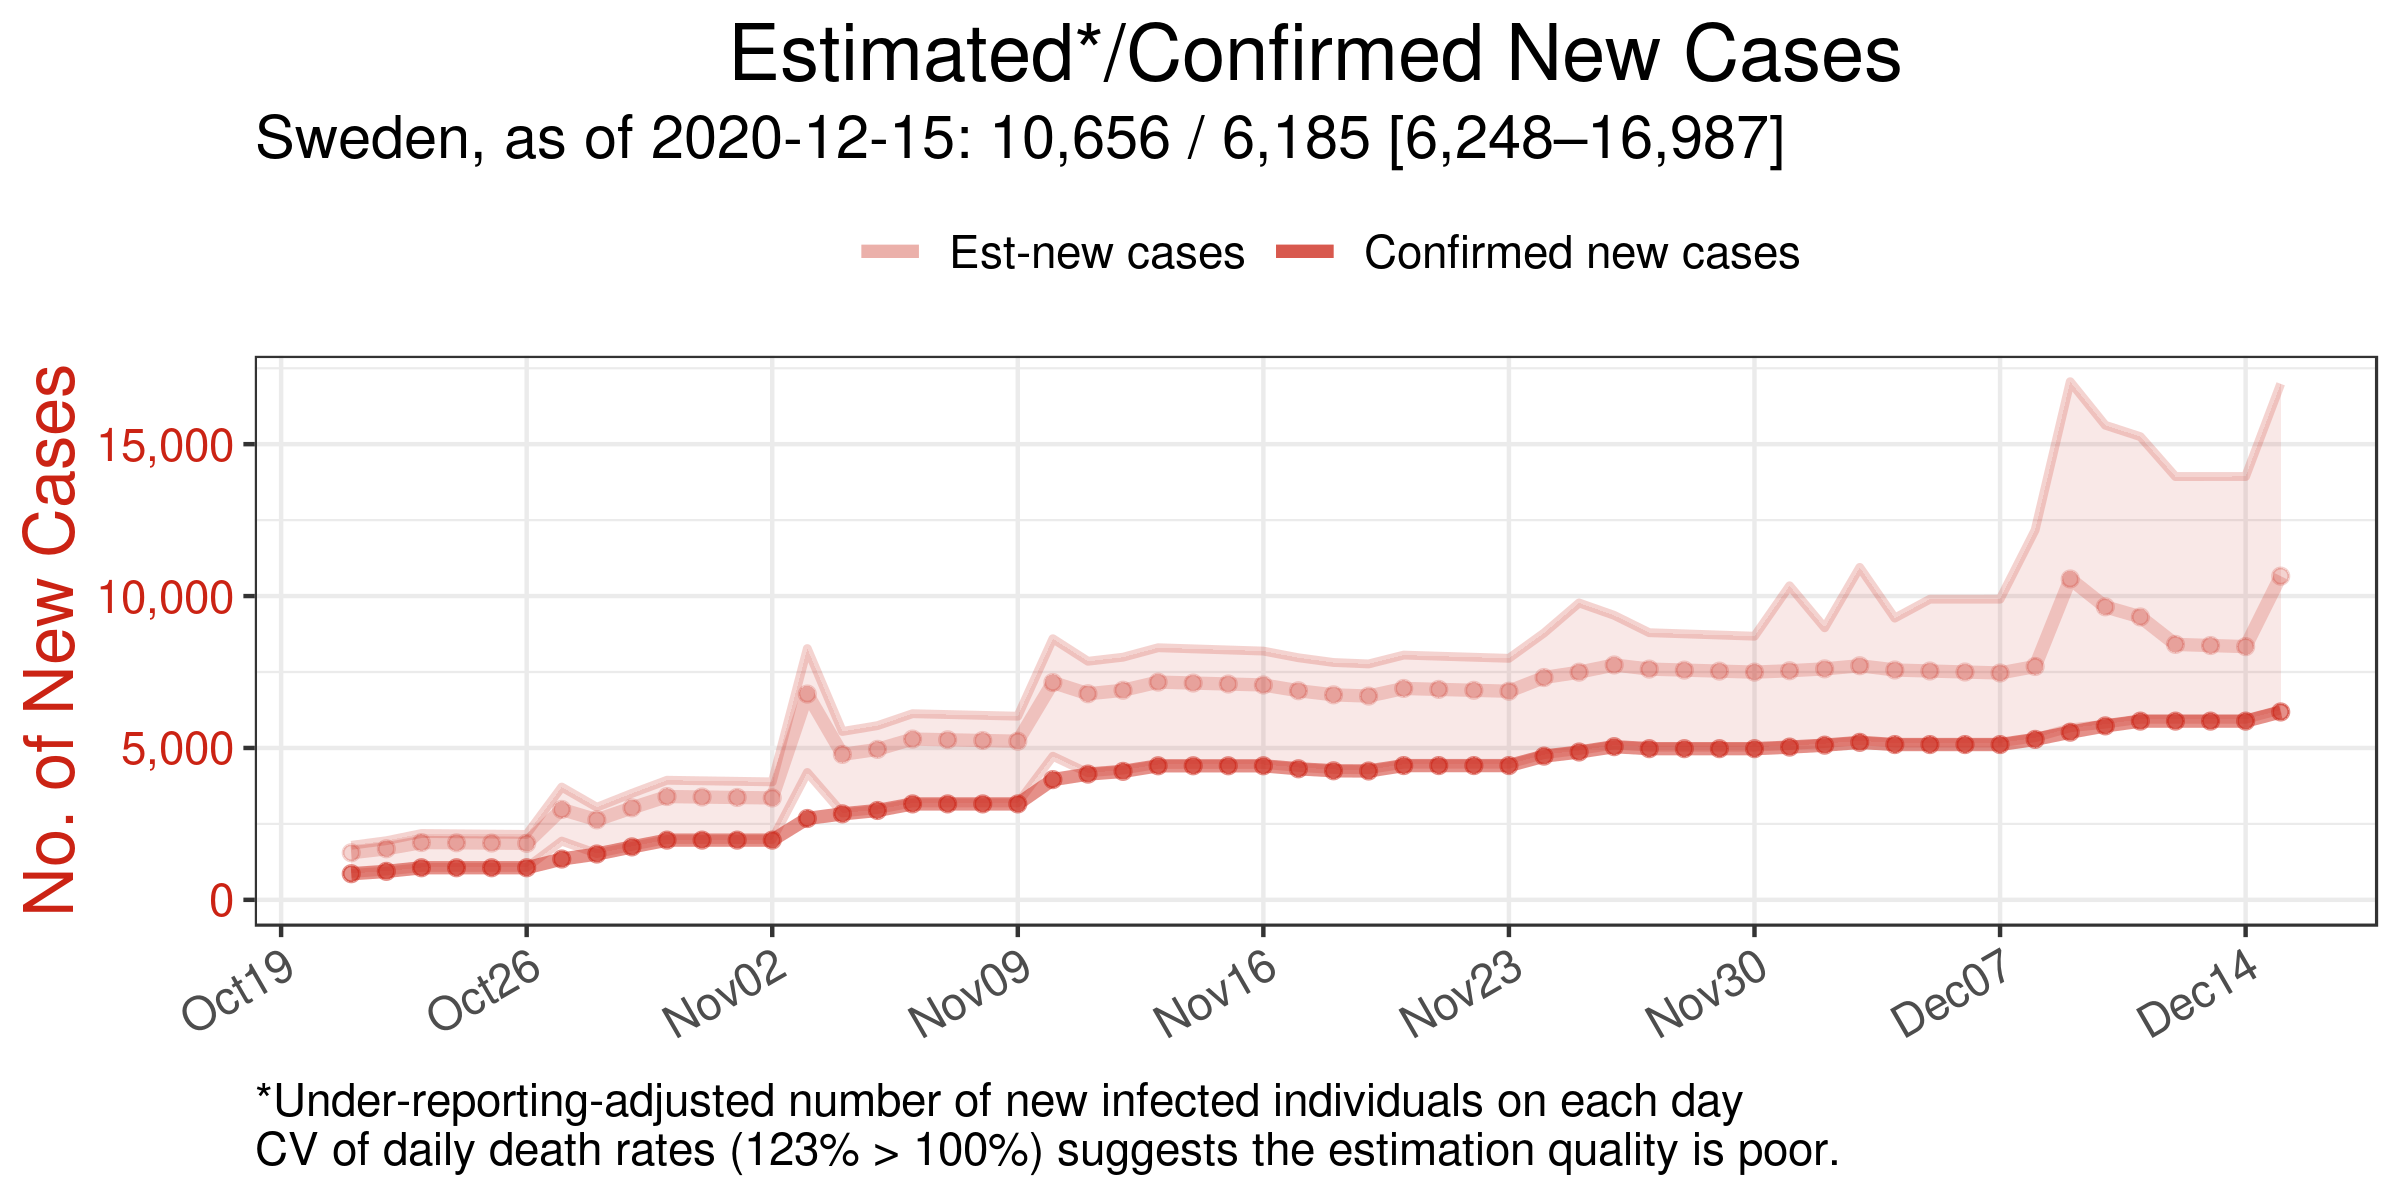 Estimated*/Confirmed New Cases
Sweden, as of 2020-12-15: 10,656 / 6,185 [6,248–16,987]
Est-new cases
Confirmed new cases
No. of New Cases
15,000
10,000
5,000
0
Oct19
Oct26
Nov02
Nov09
Nov16
Nov23
Nov30
Dec07
Dec14
*Under-reporting-adjusted number of new infected individuals on each day
CV of daily death rates (123% > 100%) suggests the estimation quality is poor.